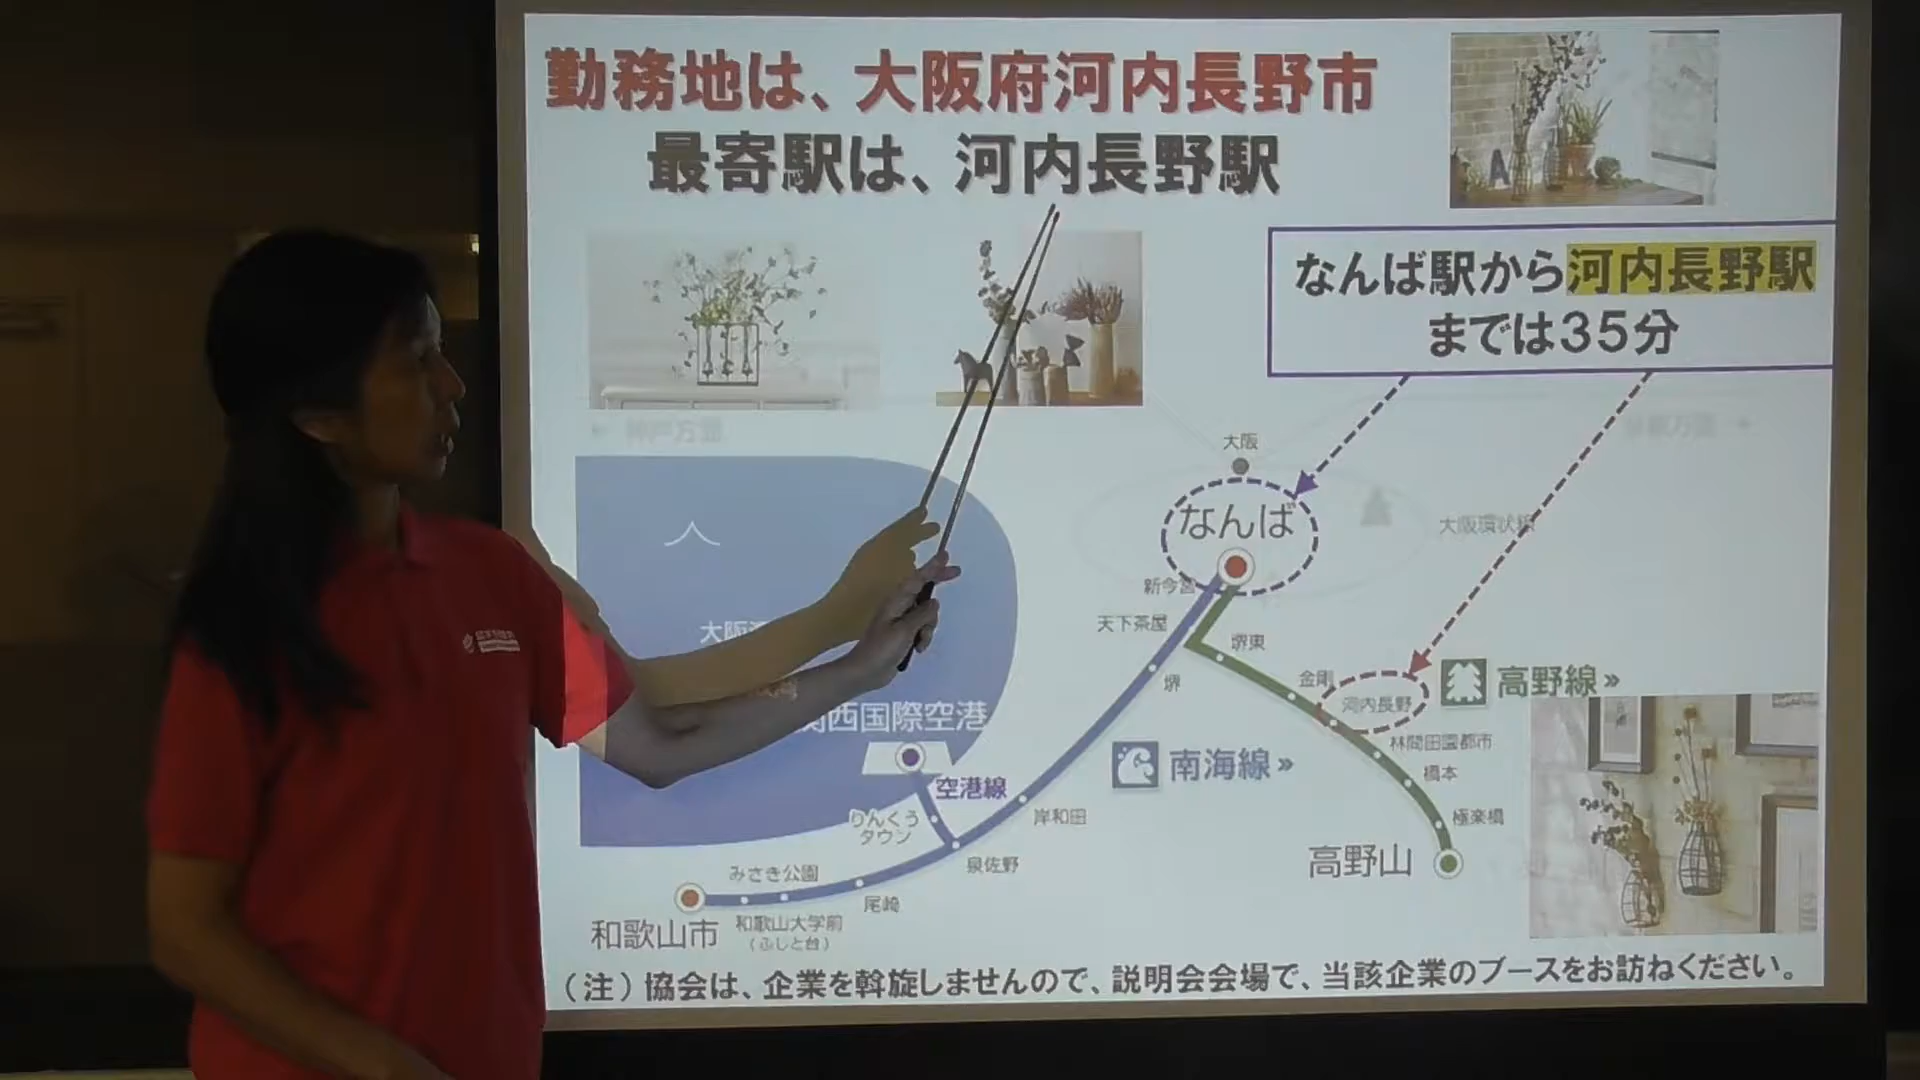 勤務地は、大阪府河内長野市
最寄駅は、河内長野駅
なんば駅から河内長野駅
までは35分
神戸方面
大阪
なんば
大阪環状線
新今宮
天下茶屋
堺東
堺
金剛
河内長野
高野線»
林間田園都市
橋本
極楽橋
高野山
南海線»
関西国際空港
空港線
りんくう
タウン
岸和田
泉佐野
みさき公園
尾崎
和歌山市
和歌山大学前
(ふじと台)
(注)協会は、企業を斡旋しませんので、説明会会場で、当該企業のブースをお訪ねください。